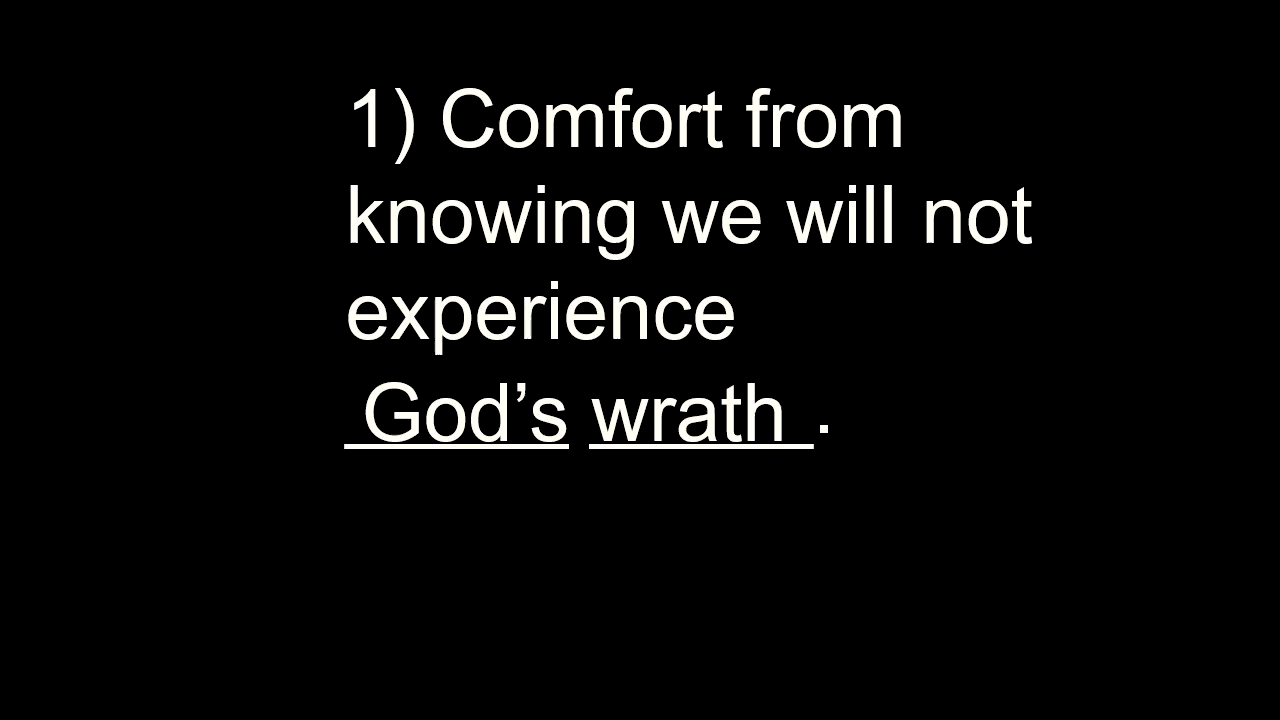 1) Comfort from
knowing we will not
experience
God’s wrath .